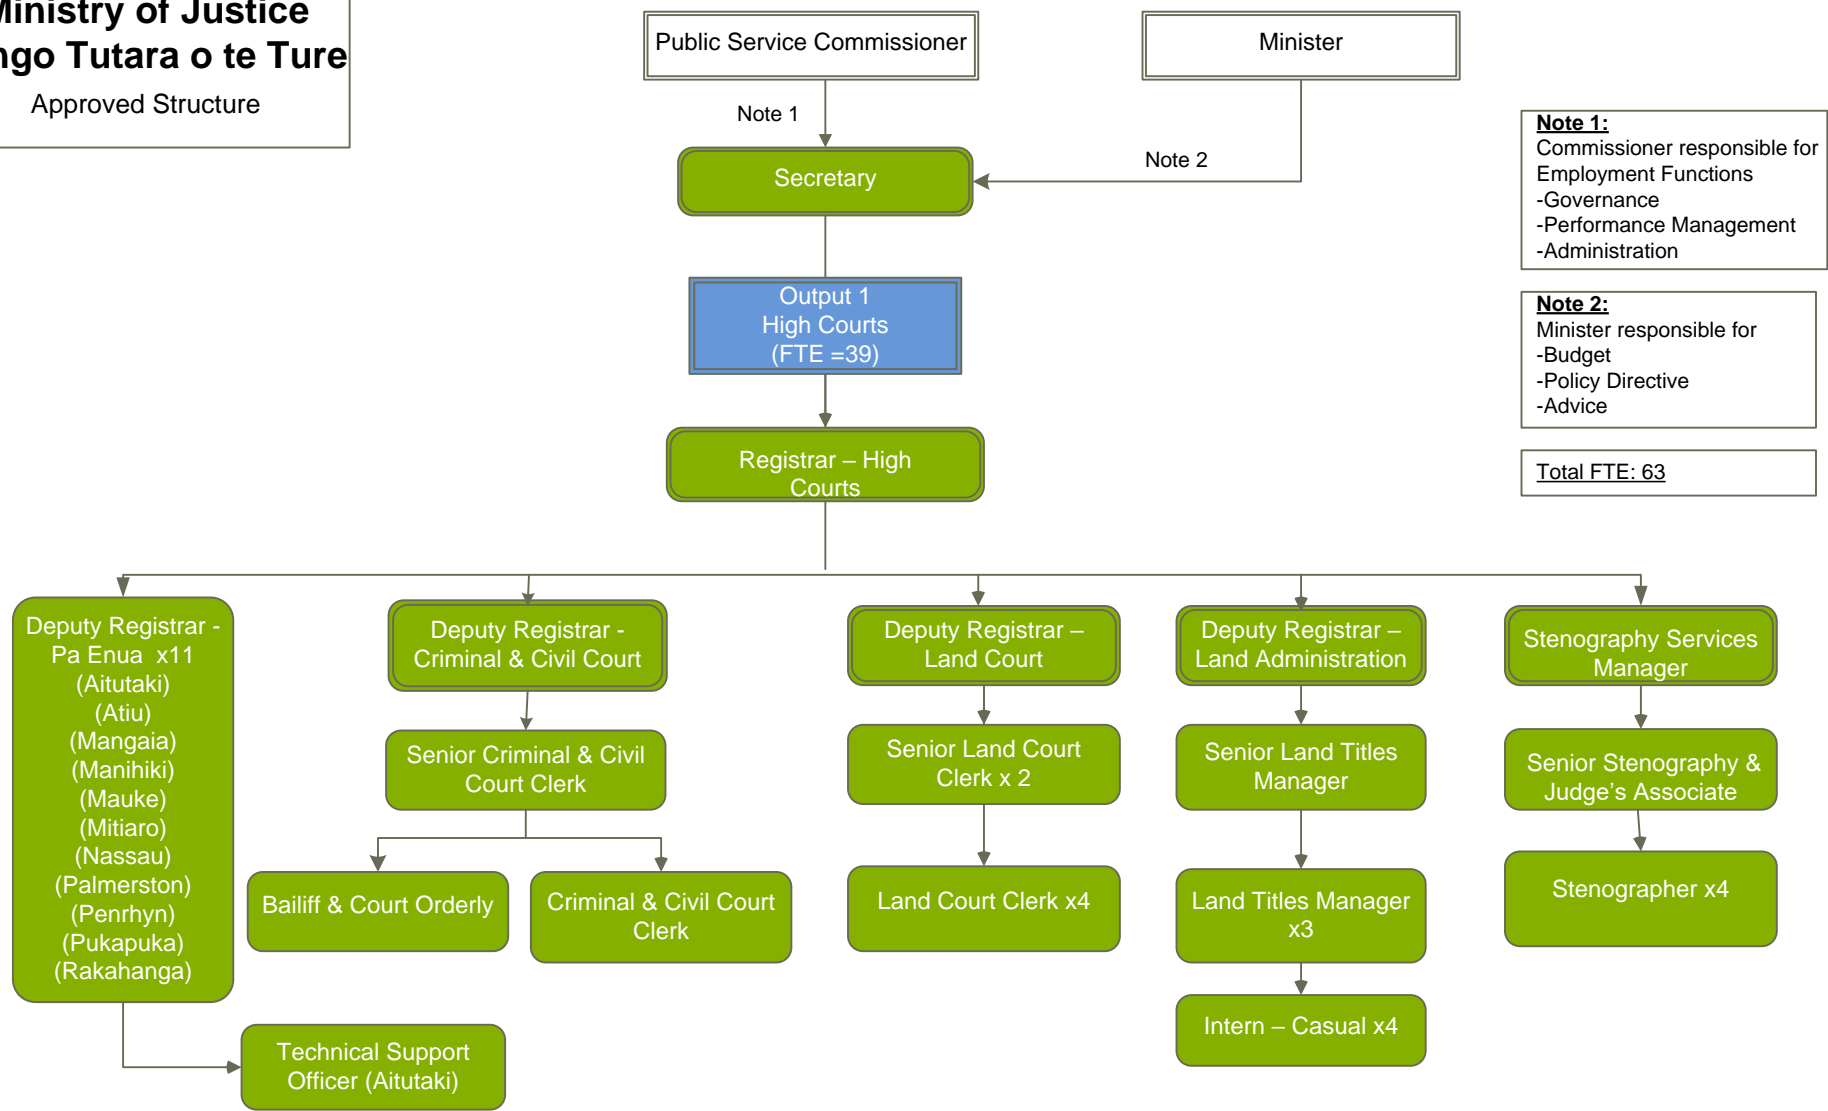 Ministry of Justice
ngo Tutara o te Ture
Approved Structure
Public Service Commissioner
Minister
Note 1
Note 2
Secretary
Note 1:
Commissioner responsible for
Employment Functions
-Governance
-Performance Management
-Administration
Note 2:
Minister responsible for
-Budget
-Policy Directive
-Advice
Total FTE: 63
Output 1
High Courts
(FTE =39)
Registrar – High
Courts
Deputy Registrar -
Pa Enua  x11
(Aitutaki)
(Atiu)
(Mangaia)
(Manihiki)
(Mauke)
(Mitiaro)
(Nassau)
(Palmerston)
(Penrhyn)
(Pukapuka)
(Rakahanga)
Technical Support
Officer (Aitutaki)
Deputy Registrar -
Criminal & Civil Court
Senior Criminal & Civil
Court Clerk
Bailiff & Court Orderly
Criminal & Civil Court
Clerk
Deputy Registrar –
Land Court
Senior Land Court
Clerk x 2
Land Court Clerk x4
Deputy Registrar –
Land Administration
Senior Land Titles
Manager
Land Titles Manager
x3
Intern – Casual x4
Stenography Services
Manager
Senior Stenography &
Judge’s Associate
Stenographer x4